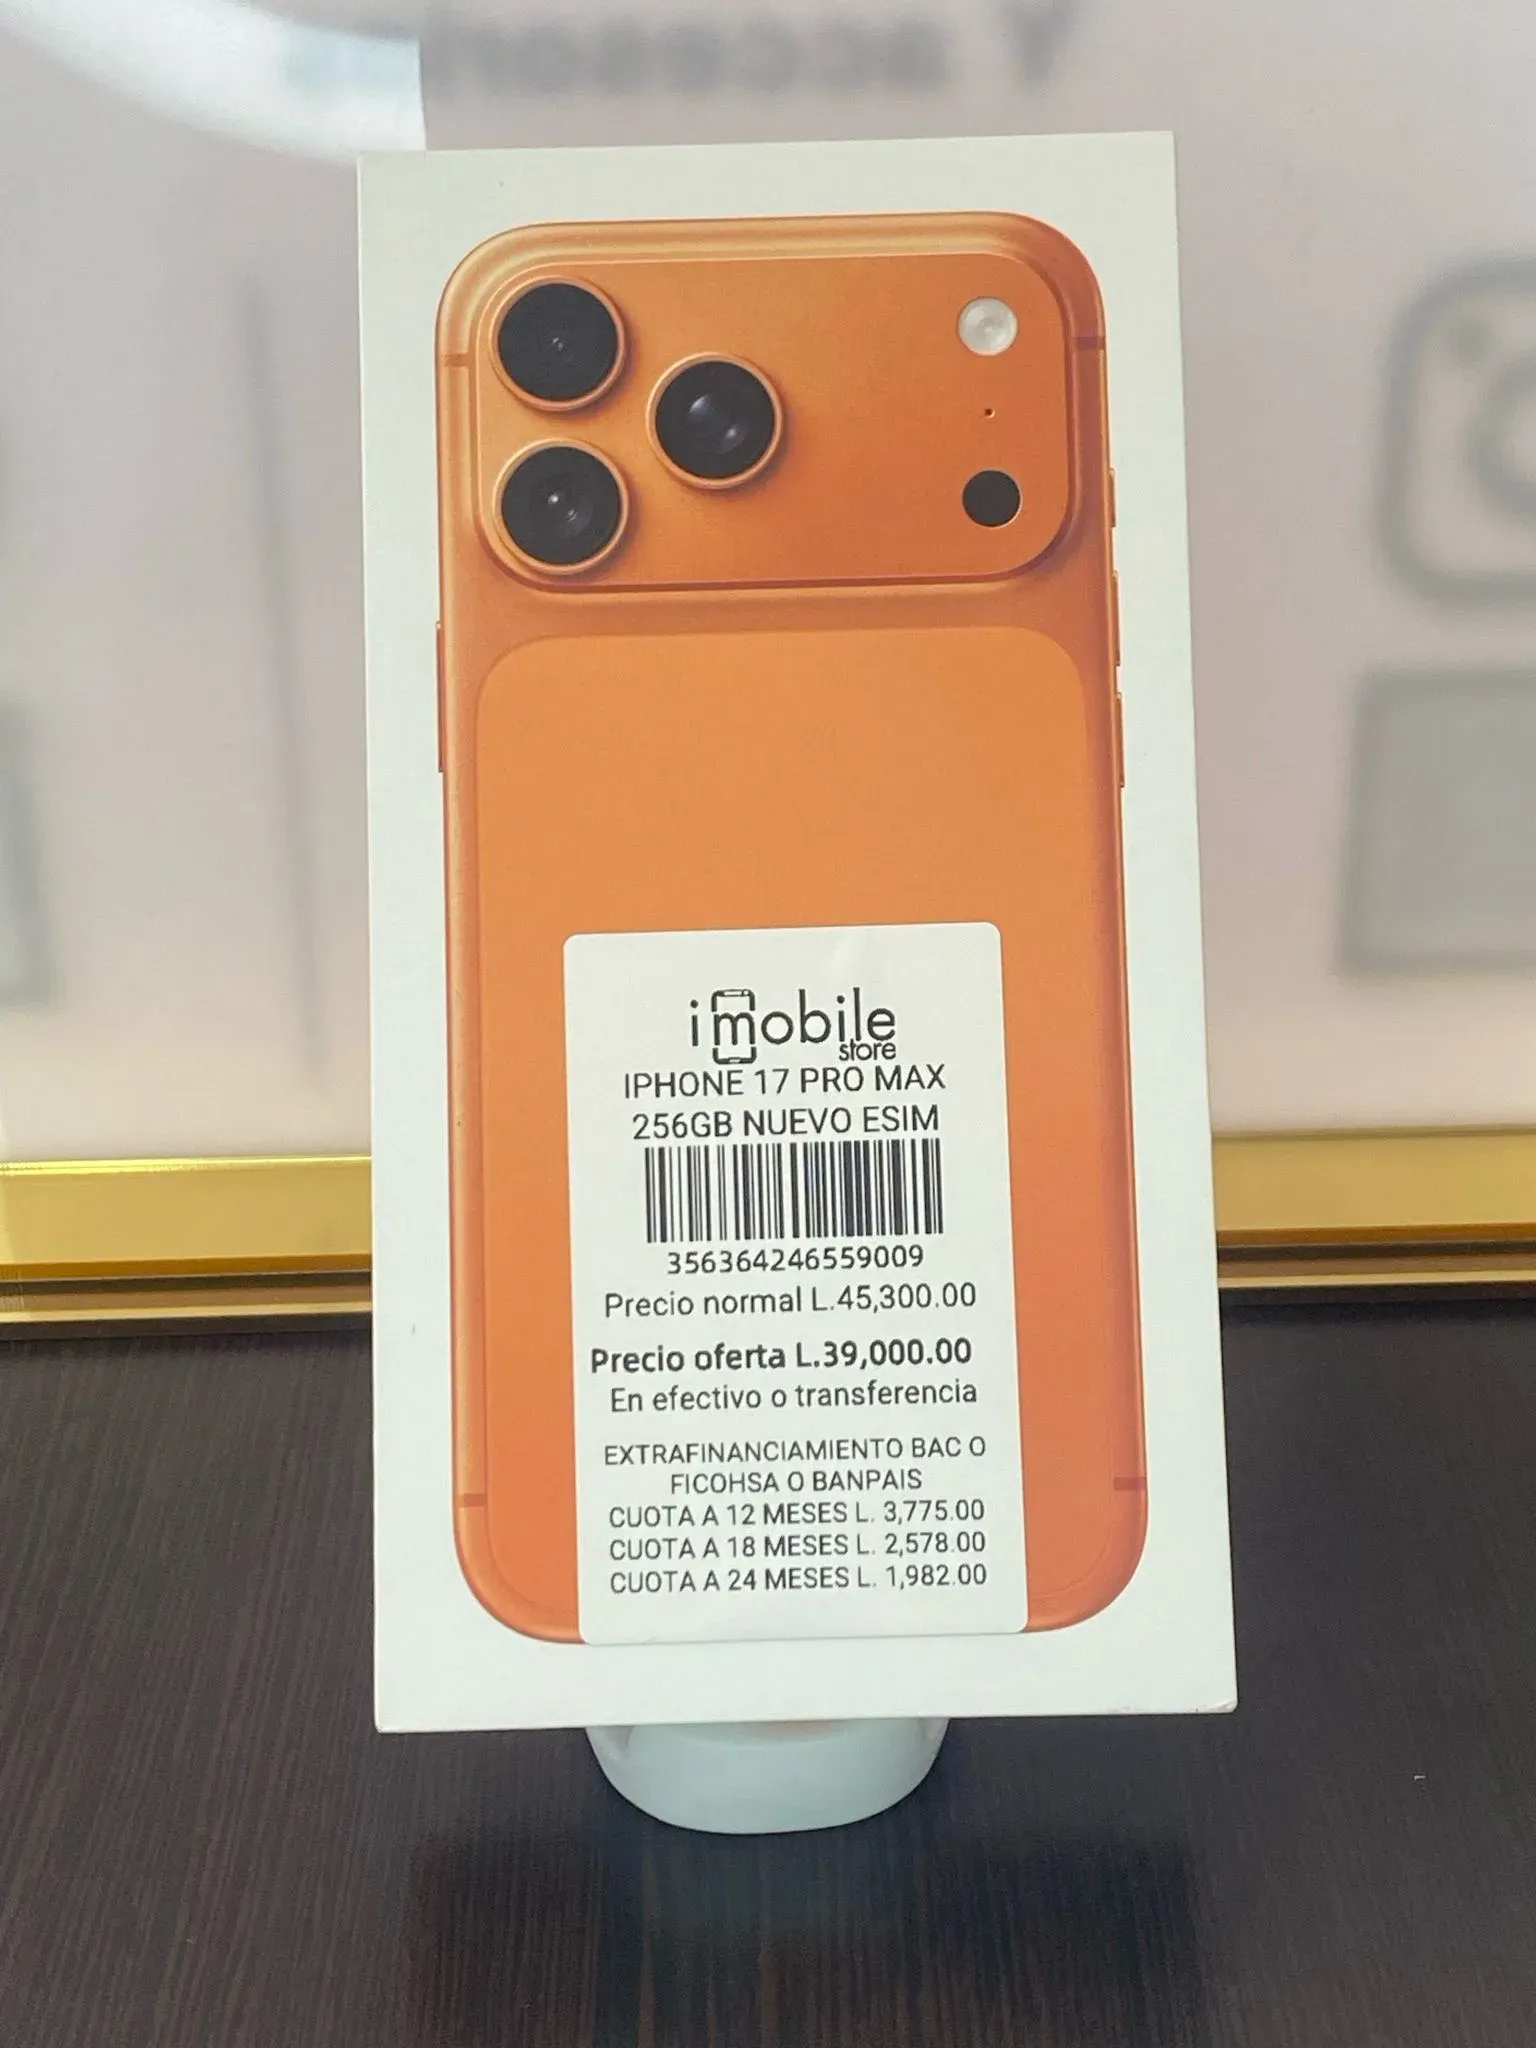 Y accesorios
imobile
store
IPHONE 17 PRO MAX
256GB NUEVO ESIM
356364246559009
Precio normal L.45,300.00
Precio oferta L.39,000.00
En efectivo o transferencia
EXTRAFINANCIAMIENTO BAC O
FICOHSA O BANPAIS
CUOTA A 12 MESES L. 3,775.00
CUOTA A 18 MESES L. 2,578.00
CUOTA A 24 MESES L. 1,982.00